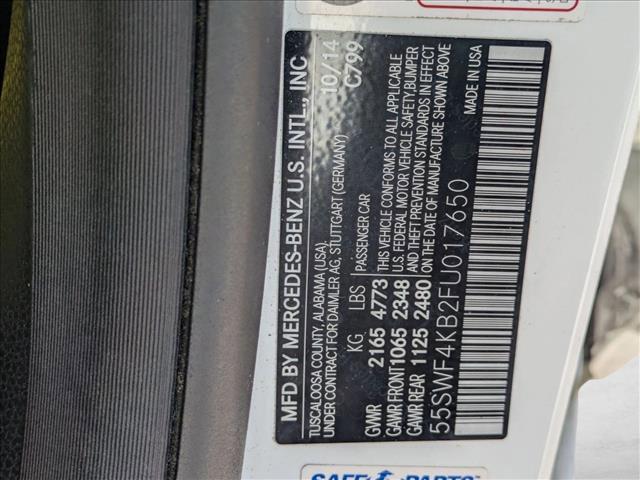 MFD BY MERCEDES-BENZ U.S. INTL., INC
TUSCALOOSA COUNTY, ALABAMA (USA),
UNDER CONTRACT FOR DAIMLER AG, STUTTGART (GERMANY)
10/14
C799
KG LBS PASSENGER CAR
GVWR 2165 4773
GAWR FRONT 1065 2348
GAWR REAR 1125 2480
THIS VEHICLE CONFORMS TO ALL APPLICABLE
U.S. FEDERAL MOTOR VEHICLE SAFETY,BUMPER
AND THEFT PREVENTION STANDARDS IN EFFECT
ON THE DATE OF MANUFACTURE SHOWN ABOVE
55SWF4KB2FU017650
MADE IN USA
SAFE PARTS